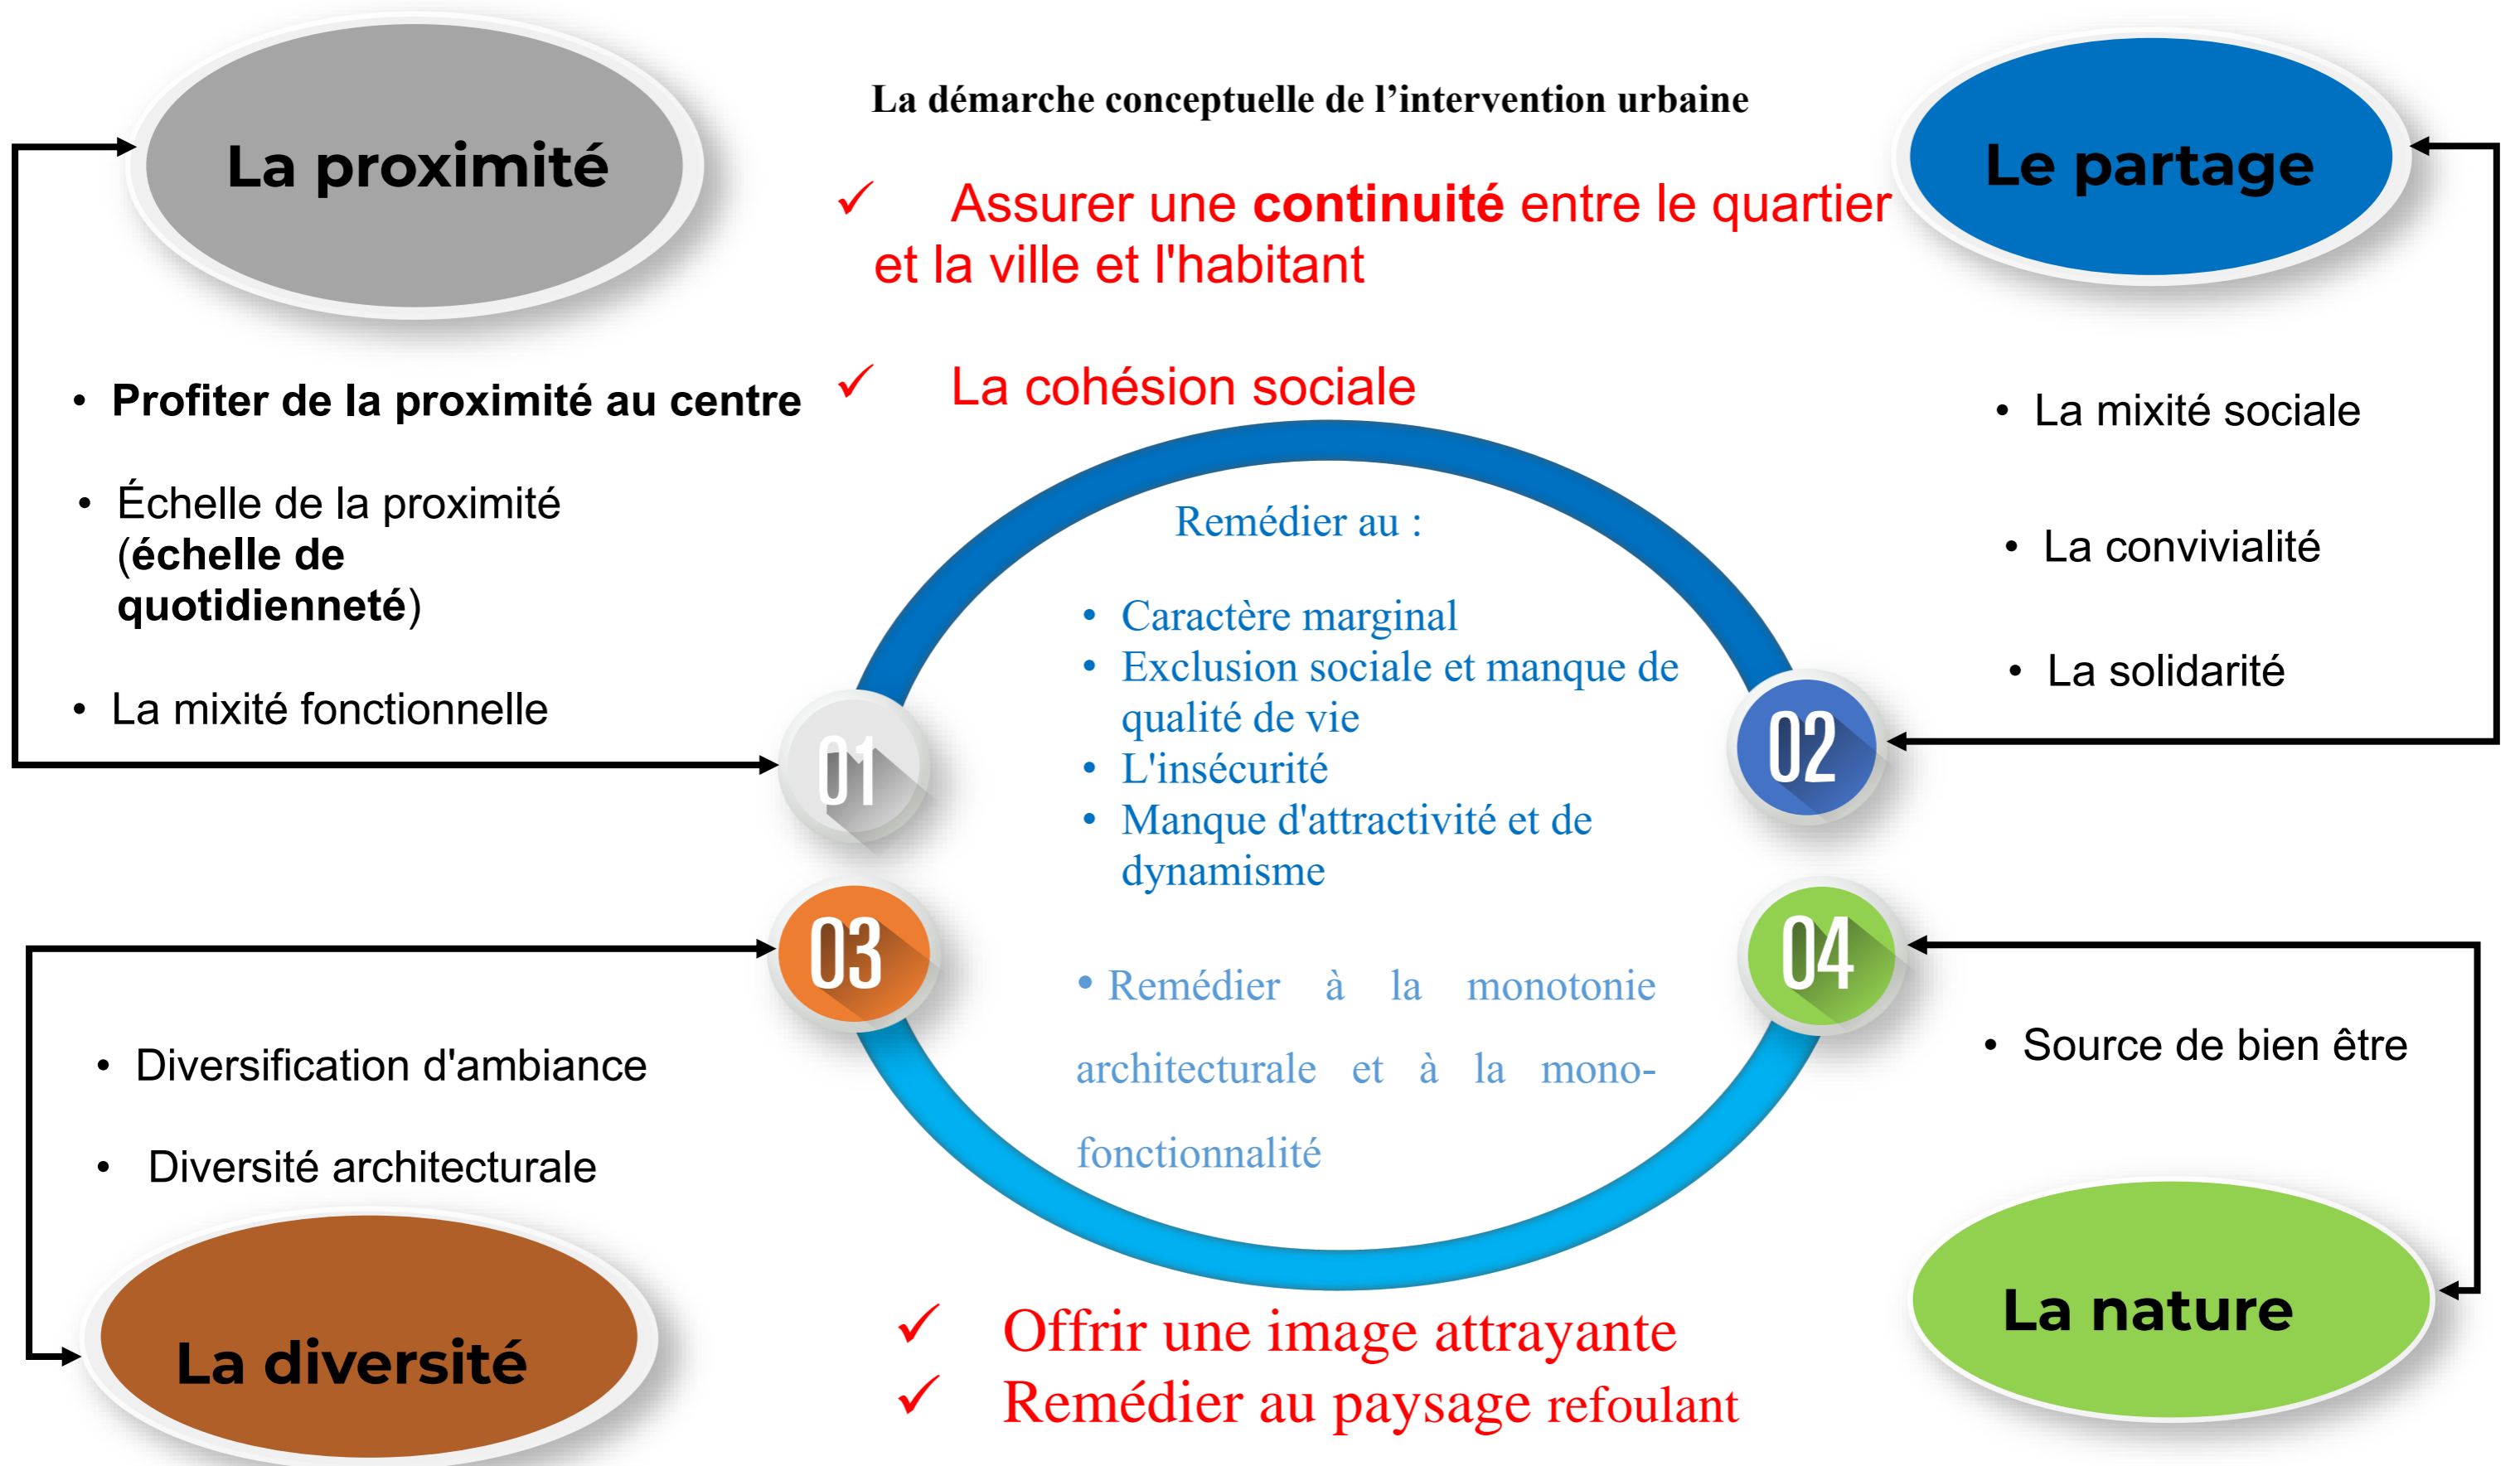 La démarche conceptuelle de l’intervention urbaine
La proximité
Le partage
✓ Assurer une continuité entre le quartier
et la ville et l'habitant
✓ La cohésion sociale
• Profiter de la proximité au centre
• Échelle de la proximité
(échelle de
quotidienneté)
• La mixité fonctionnelle
• La mixité sociale
• La convivialité
• La solidarité
Remédier au :
• Caractère marginal
• Exclusion sociale et manque de
qualité de vie
• L'insécurité
• Manque d'attractivité et de
dynamisme
01
02
03
04
• Remédier à la monotonie
architecturale et à la mono-
fonctionnalité
• Diversification d'ambiance
• Diversité architecturale
La diversité
• Source de bien être
La nature
✓ Offrir une image attrayante
✓ Remédier au paysage refoulant